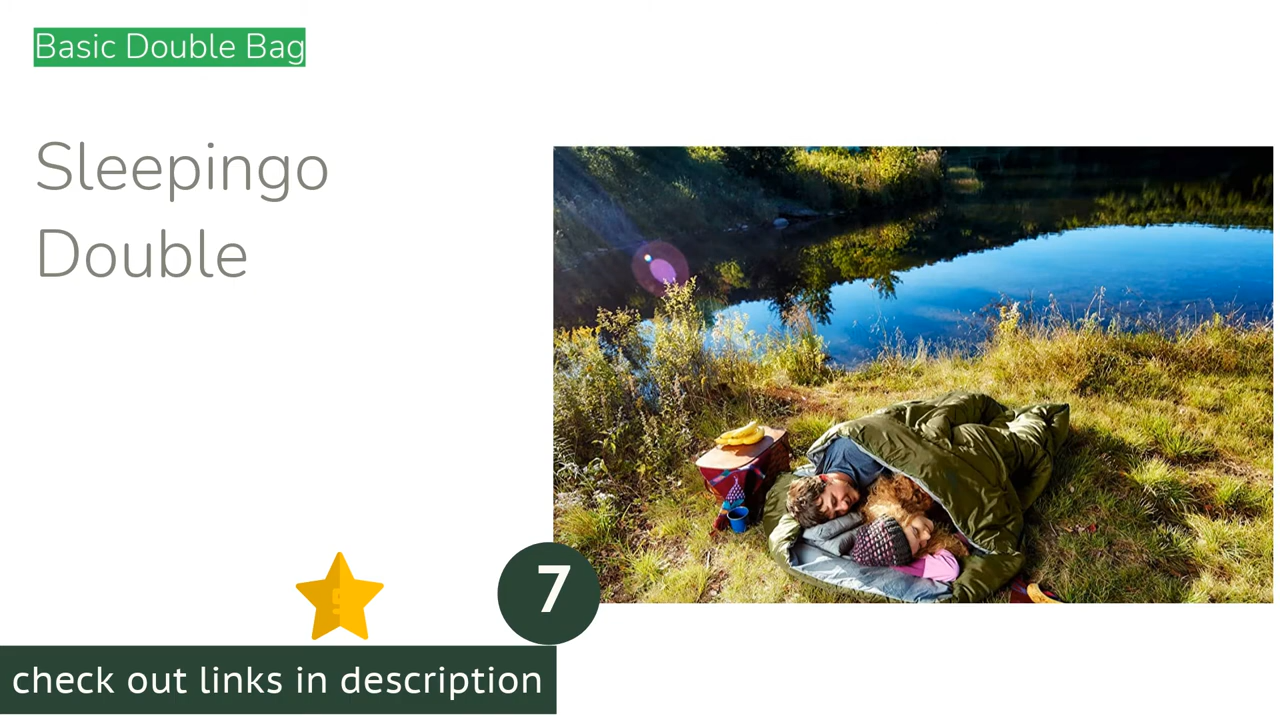 Basic Double Bag
Sleepingo
Double
7
check out links in description